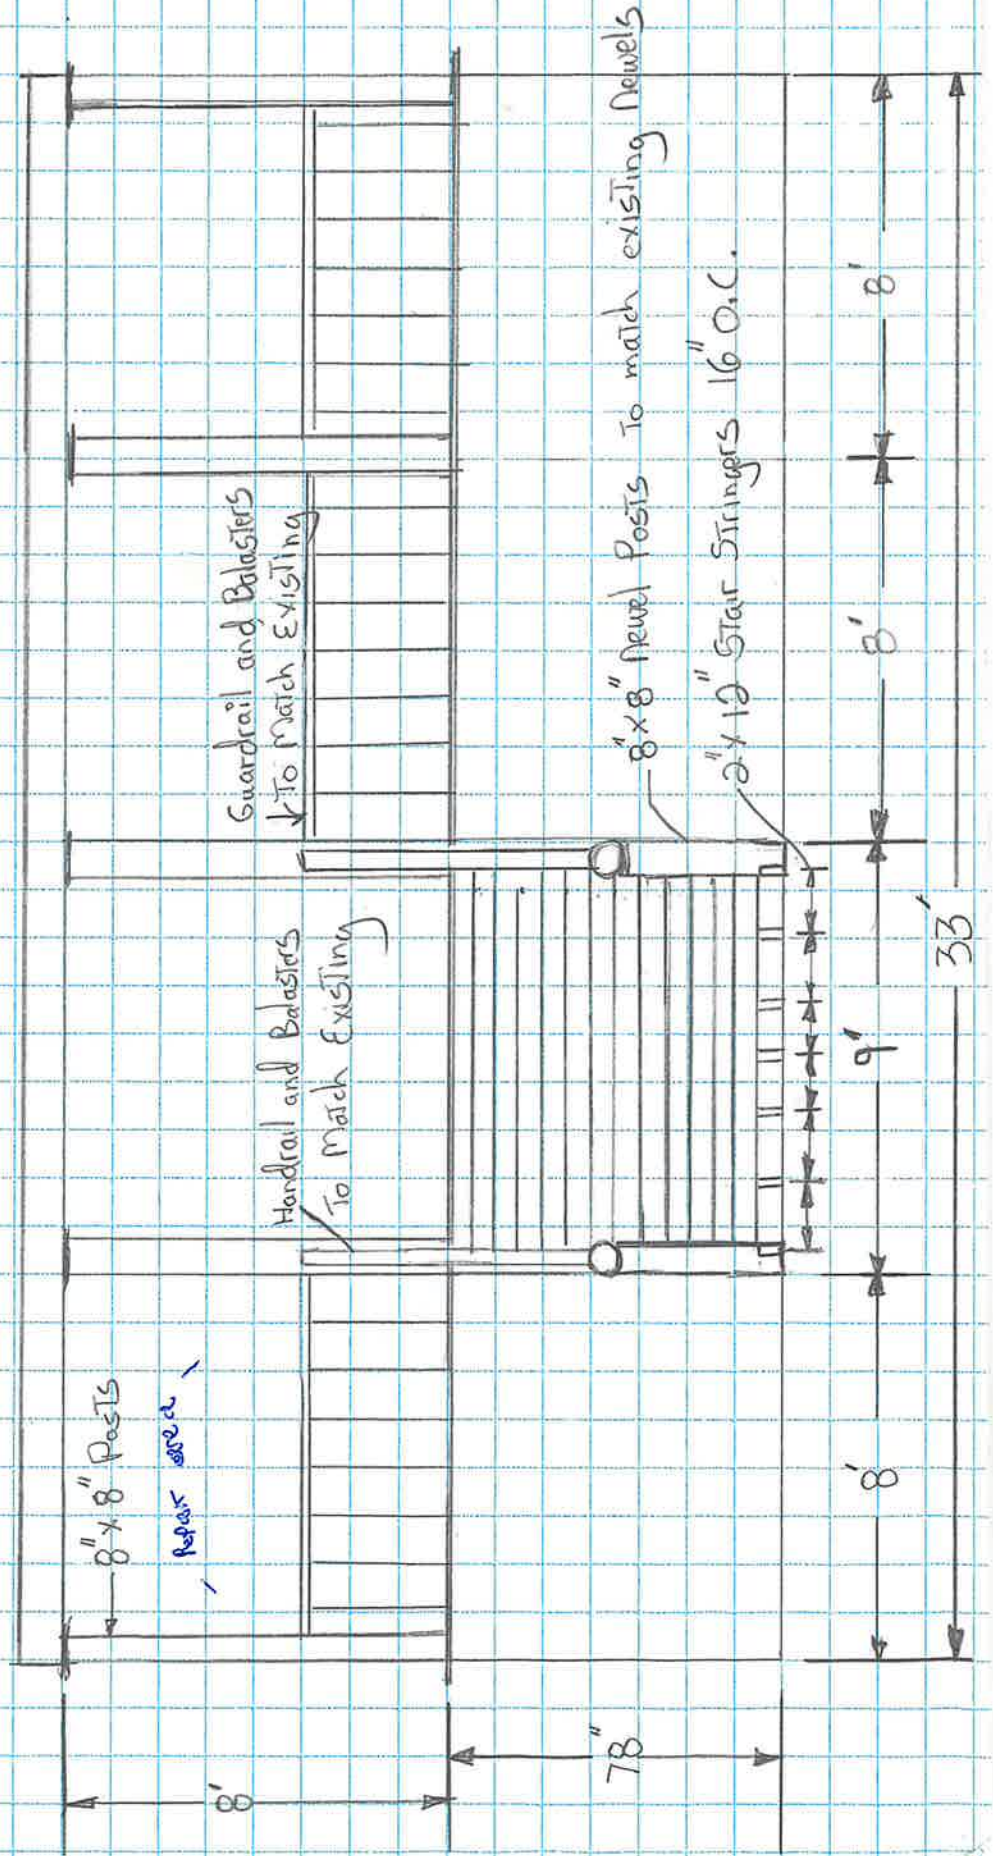 8"x8" Posts
Repair area
Handrail and Balasters
To Match Existing
Guardrail and Balasters
To Match Existing
8"x8" Newel Posts To match existing newels
2"x12" Stair Stringers 16" O.C.
8'
78"
8'
9'
8'
8'
33'